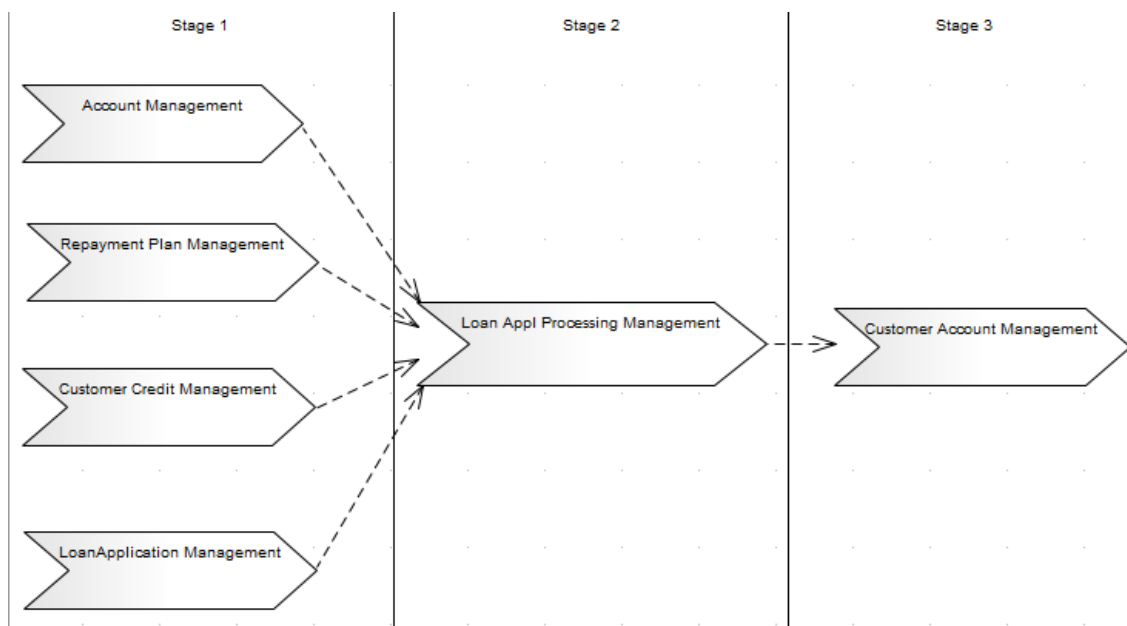 Stage 1
Stage 2
Stage 3
Account Management
Repayment Plan Management
Loan Appl Processing Management
Customer Account Management
Customer Credit Management
LoanApplication Management